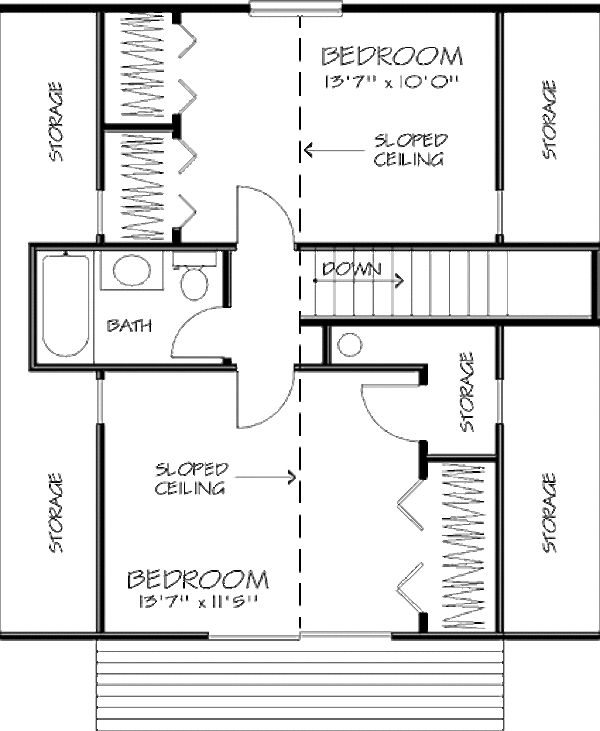 BEDROOM
13'7" x 10'0"
STORAGE
STORAGE
SLOPED
CEILING
DOWN
BATH
STORAGE
SLOPED
CEILING
STORAGE
STORAGE
BEDROOM
13'7" x 11'5"